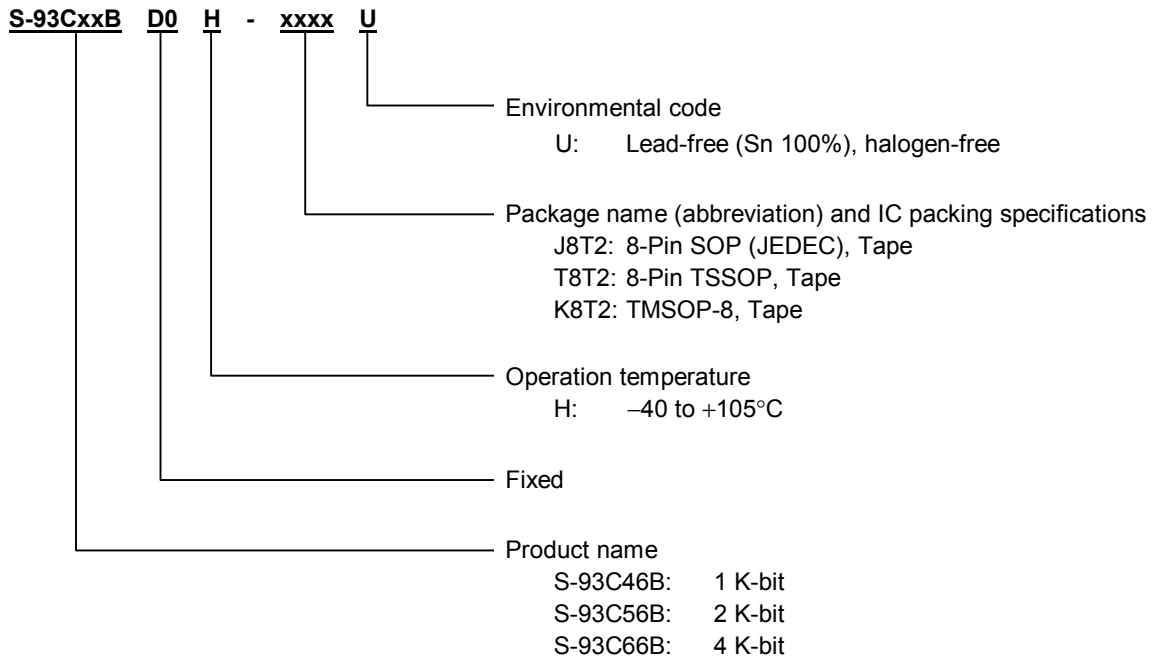 S-93CxxB D0 H - xxxx U
Environmental code
U: Lead-free (Sn 100%), halogen-free
Package name (abbreviation) and IC packing specifications
J8T2: 8-Pin SOP (JEDEC), Tape
T8T2: 8-Pin TSSOP, Tape
K8T2: TMSOP-8, Tape
Operation temperature
H: −40 to +105°C
Fixed
Product name
S-93C46B: 1 K-bit
S-93C56B: 2 K-bit
S-93C66B: 4 K-bit